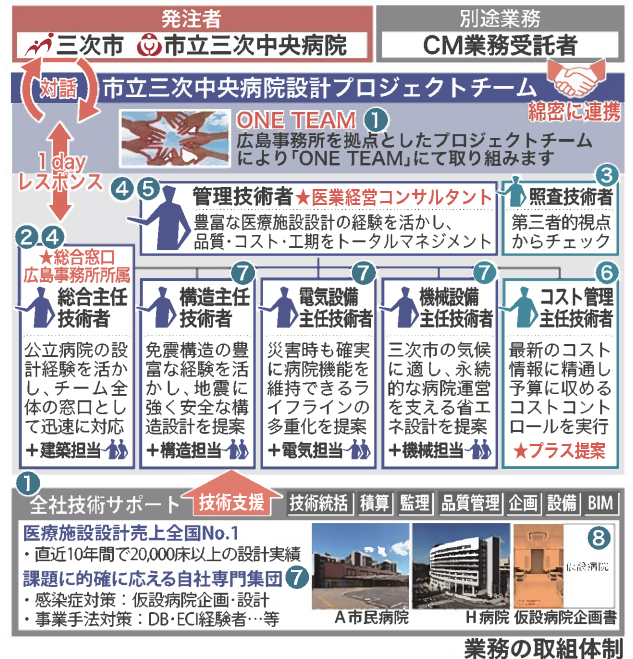 発注者
三次市 市立三次中央病院
別途業務
CM業務受託者
対話
市立三次中央病院設計プロジェクトチーム
綿密に連携
ONE TEAM ❶
広島事務所を拠点としたプロジェクトチーム
により「ONE TEAM」にて取り組みます
1day
レスポンス
❹ ❺ 管理技術者 ★医業経営コンサルタント
豊富な医療施設設計の経験を活かし、
品質・コスト・工期をトータルマネジメント
❸
照査技術者
第三者的視点
からチェック
❷ ❹
★総合窓口
広島事務所所属
総合主任
技術者
公立病院の設
計経験を活か
し、チーム全
体の窓口とし
て迅速に対応
+建築担当
❼
構造主任
技術者
免震構造の豊
富な経験を活
かし、地震に
強く安全な構
造設計を提案
+構造担当
❼
電気設備
主任技術者
災害時も確実
に病院機能を
維持できるラ
イフラインの
多重化を提案
+電気担当
❼
機械設備
主任技術者
三次市の気候
に適し、永続
的な病院運営
を支える省エ
ネ設計を提案
+機械担当
❻
コスト管理
主任技術者
最新のコスト
情報に精通し
予算に収める
コストコント
ロールを実行
★プラス提案
❶
全社技術サポート 技術支援 技術統括 積算 監理 品質管理 企画 設備 BIM
医療施設設計売上全国No.1
・直近10年間で20,000床以上の設計実績
課題に的確に応える自社専門集団 ❼
・感染症対策：仮設病院企画・設計
・事業手法対策：DB・ECI経験者…等
❽
仮設病院
A市民病院 H病院 仮設病院企画書
業務の取組体制